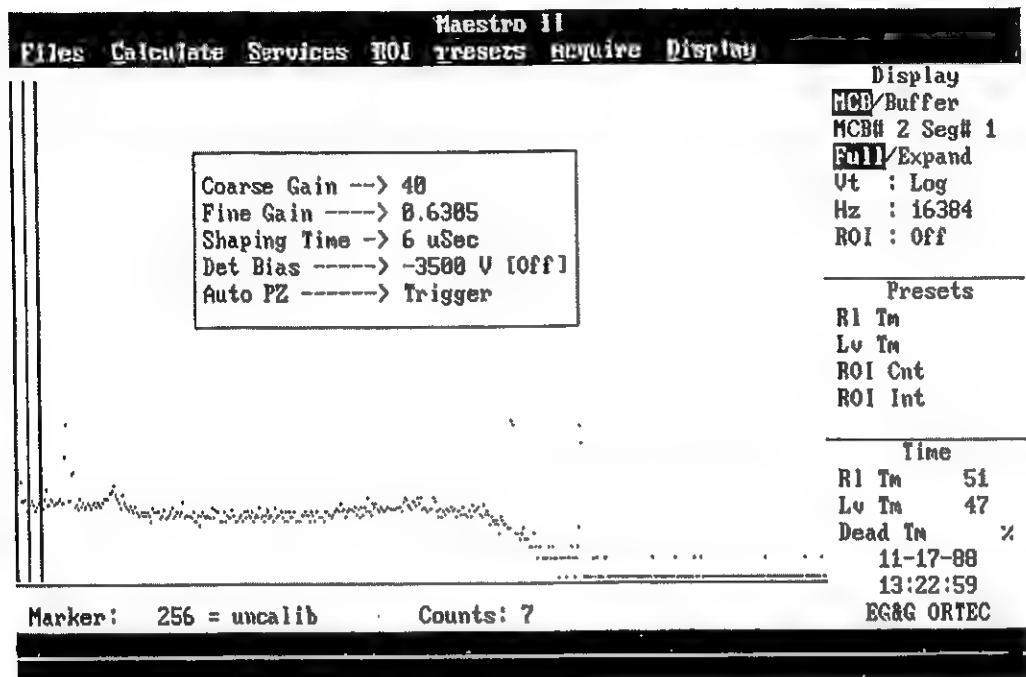 Maestro II
Files Calculate Services ROI Presets Acquire Display
Display
MCB/Buffer
MCB# 2 Seg# 1
Full/Expand
Vt : Log
Hz : 16384
ROI : Off
Coarse Gain --> 40
Fine Gain ----> 0.6305
Shaping Time -> 6 uSec
Det Bias -----> -3500 V [Off]
Auto PZ ------> Trigger
Presets
Rl Tm
Lv Tm
ROI Cnt
ROI Int
Time
Rl Tm 51
Lv Tm 47
Dead Tm %
11-17-88
13:22:59
EG&G ORTEC
Marker: 256 = uncalib Counts: 7